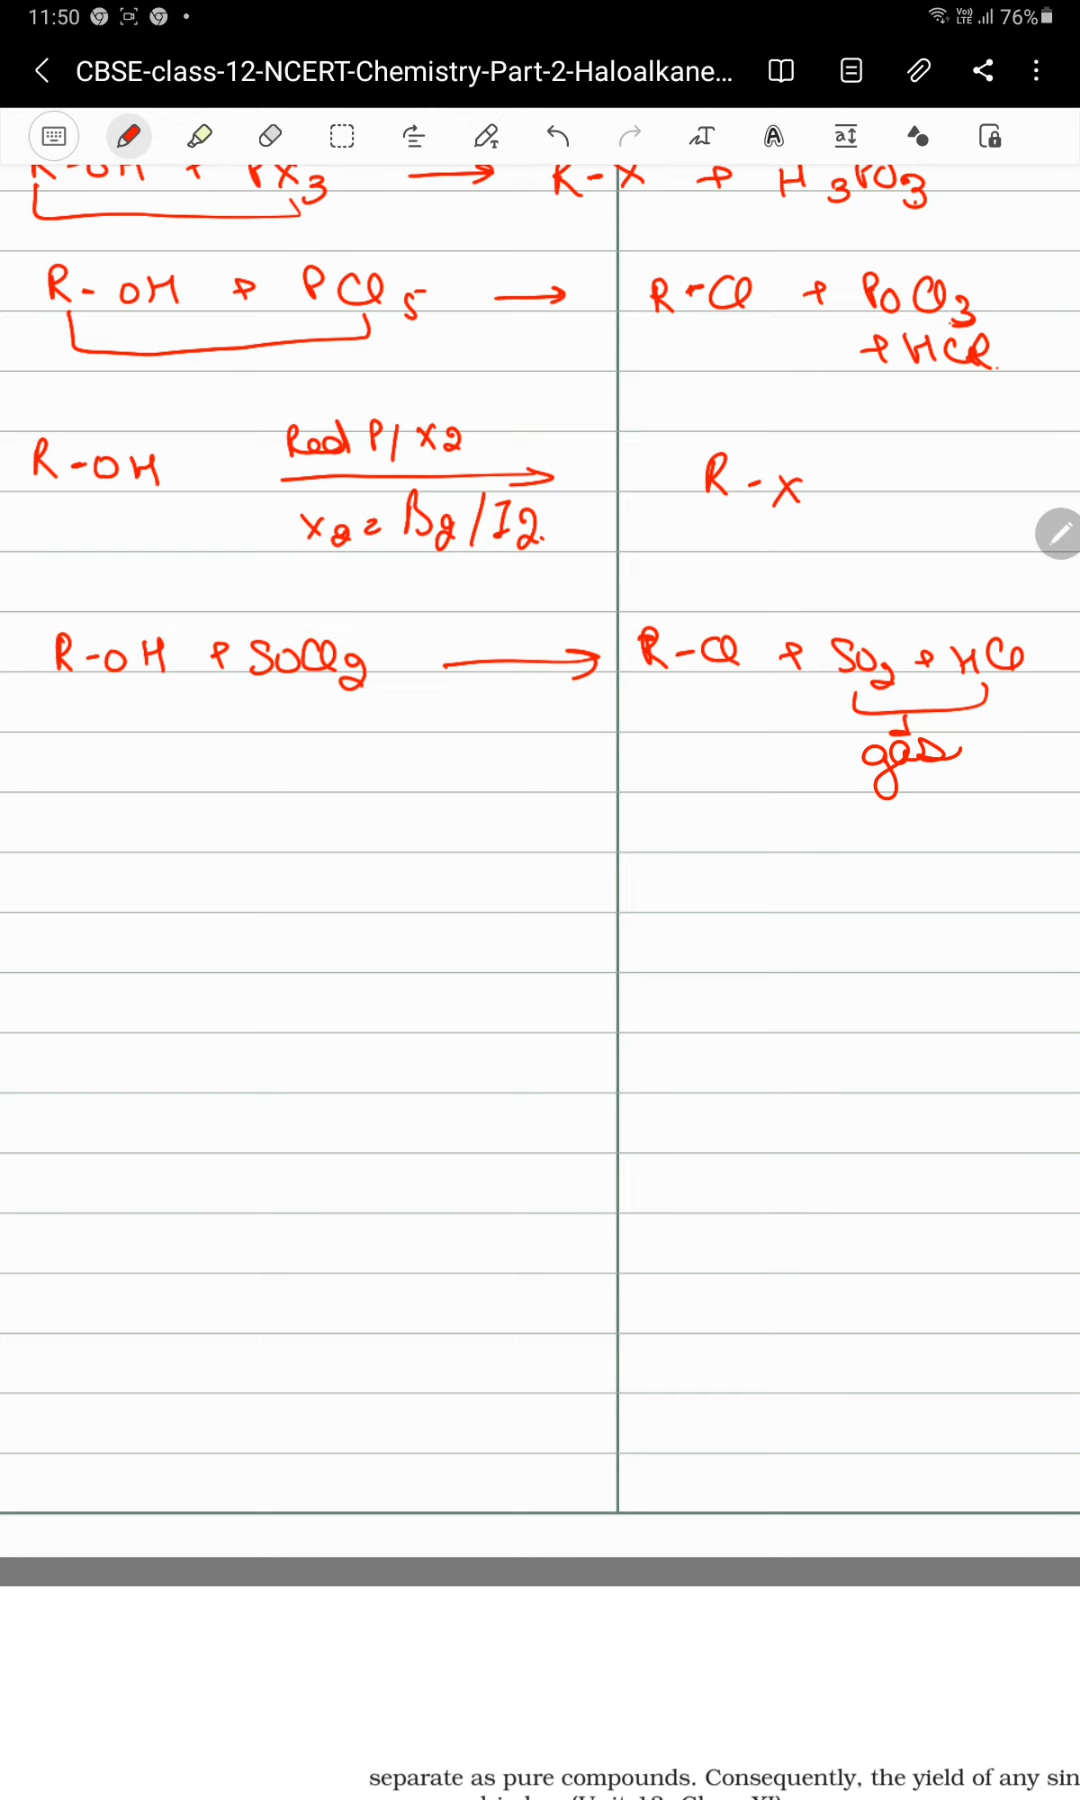 11:50 76%
CBSE-class-12-NCERT-Chemistry-Part-2-Haloalkane...
R-OH + PX3 → R-X + H3PO3
R-OH + PCl5 → R-Cl + POCl3
+ HCl
Red P/X2
R-OH → R-X
X2 = Br2/I2
R-OH + SOCl2 → R-Cl + SO2 + HCl
gas
separate as pure compounds. Consequently, the yield of any sin